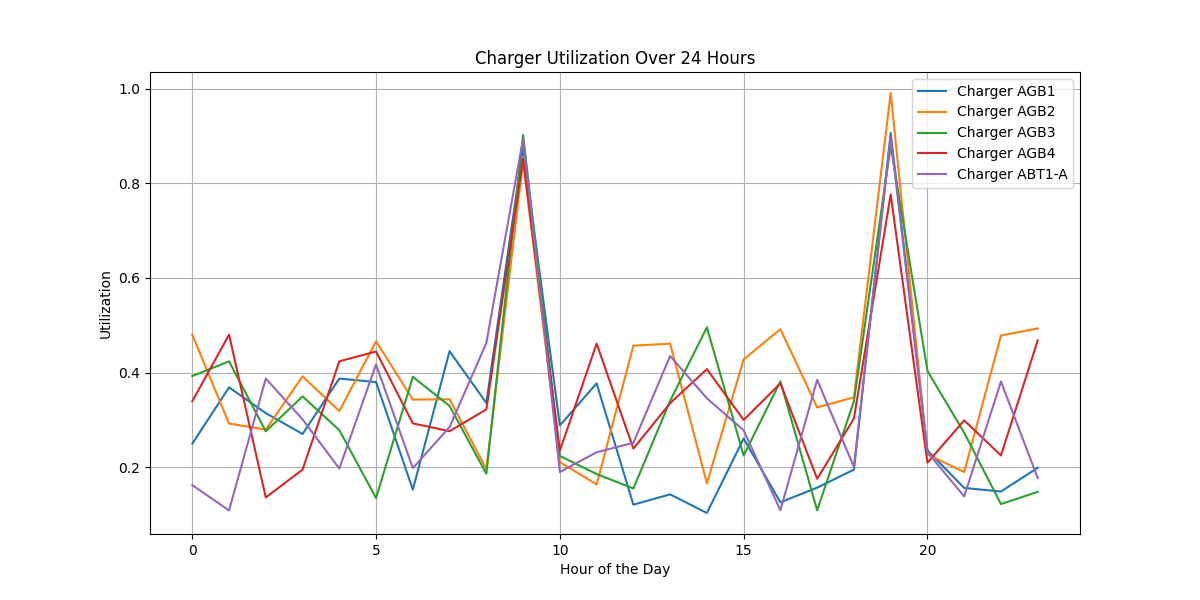 Charger Utilization Over 24 Hours
1.0
0.8
0.6
0.4
0.2
Utilization
Charger AGB1
Charger AGB2
Charger AGB3
Charger AGB4
Charger ABT1-A
0 5 10 15 20
Hour of the Day